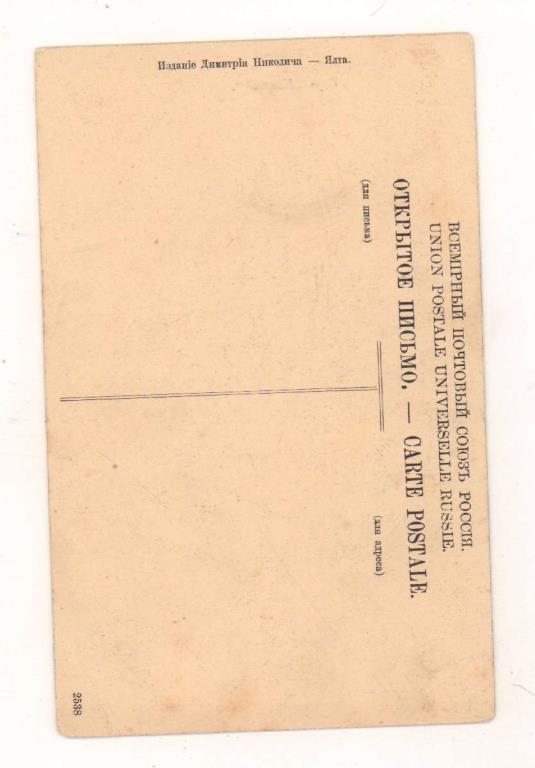 ВСЕМІРНЫЙ ПОЧТОВЫЙ СОЮЗЪ РОССІЯ.
UNION POSTALE UNIVERSELLE RUSSIE.
ОТКРЫТОЕ ПИСЬМО. — CARTE POSTALE.
(для письма)
(для адреса)
Изданіе Димитрія Николича — Ялта.
2538